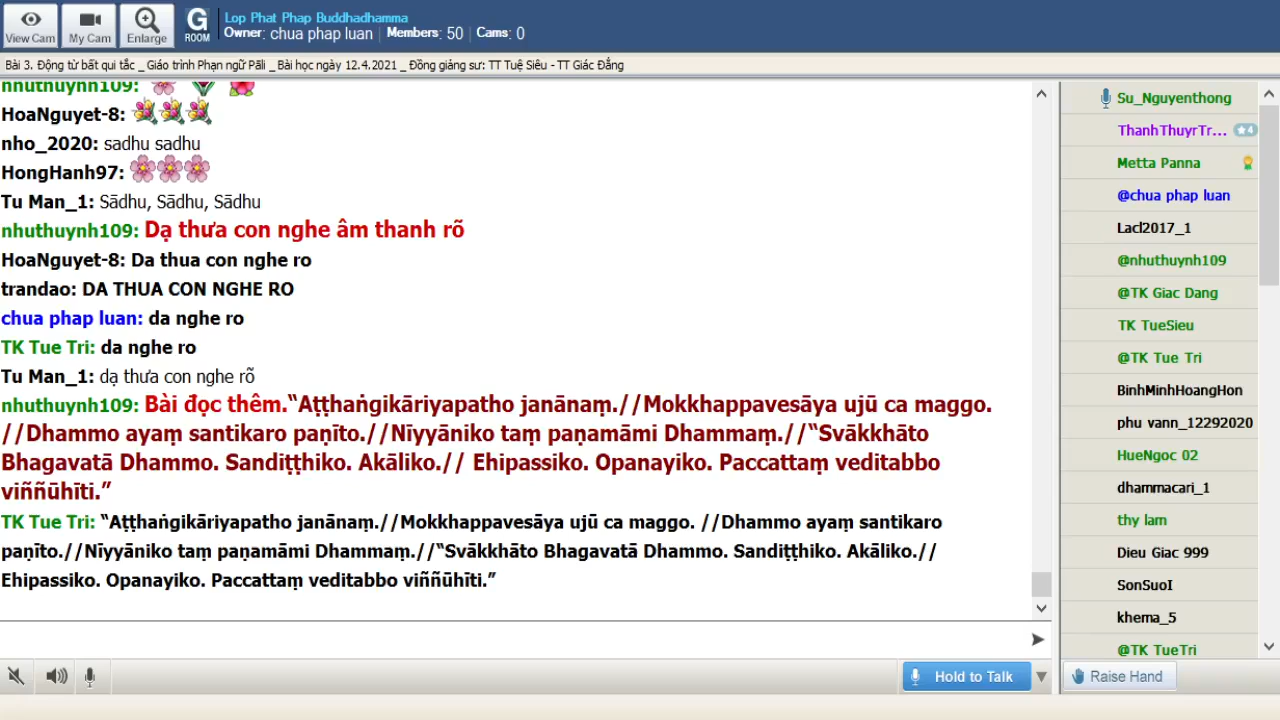 View Cam
My Cam
Enlarge
G
ROOM
Lop Phat Phap Buddhadhamma
Owner: chua phap luan | Members: 50 | Cams: 0
Bài 3. Động từ bất qui tắc _ Giáo trình Phạn ngữ Pāli _ Bài học ngày 12.4.2021 _ Đồng giảng sư: TT Tuệ Siêu - TT Giác Đẳng
nhuthuynh109:
HoaNguyet-8:
nho_2020: sadhu sadhu
HongHanh97:
Tu Man_1: Sādhu, Sādhu, Sādhu
nhuthuynh109: Dạ thưa con nghe âm thanh rõ
HoaNguyet-8: Da thua con nghe ro
trandao: DA THUA CON NGHE RO
chua phap luan: da nghe ro
TK Tue Tri: da nghe ro
Tu Man_1: dạ thưa con nghe rõ
nhuthuynh109: Bài đọc thêm.“Aṭṭhaṅgikāriyapatho janānaṃ.//Mokkhappavesāya ujū ca maggo.
//Dhammo ayaṃ santikaro paṇīto.//Nīyyāniko taṃ paṇamāmi Dhammaṃ.//“Svākkhāto
Bhagavatā Dhammo. Sandiṭṭhiko. Akāliko.// Ehipassiko. Opanayiko. Paccattaṃ veditabbo
viññūhīti.”
TK Tue Tri: “Aṭṭhaṅgikāriyapatho janānaṃ.//Mokkhappavesāya ujū ca maggo. //Dhammo ayaṃ santikaro
paṇīto.//Nīyyāniko taṃ paṇamāmi Dhammaṃ.//“Svākkhāto Bhagavatā Dhammo. Sandiṭṭhiko. Akāliko.//
Ehipassiko. Opanayiko. Paccattaṃ veditabbo viññūhīti.”
Su_Nguyenthong
ThanhThuyrTr... 4
Metta Panna
@chua phap luan
Lacl2017_1
@nhuthuynh109
@TK Giac Dang
TK TueSieu
@TK Tue Tri
BinhMinhHoangHon
phu vann_12292020
HueNgoc 02
dhammacari_1
thy lam
Dieu Giac 999
SonSuoI
khema_5
@TK TueTri
Hold to Talk
Raise Hand